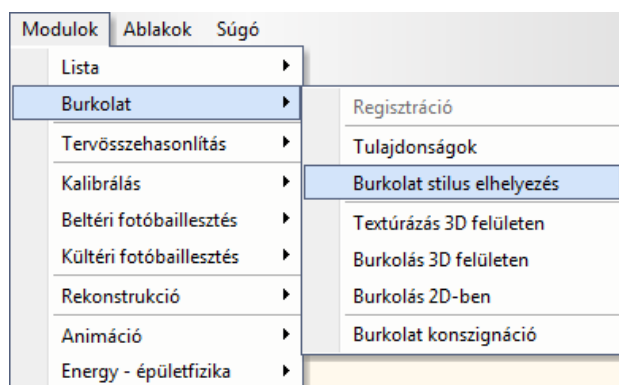 Modulok Ablakok Súgó
Lista
Burkolat
Tervösszehasonlítás
Kalibrálás
Beltéri fotóbaillesztés
Kültéri fotóbaillesztés
Rekonstrukció
Animáció
Energy - épületfizika
Regisztráció
Tulajdonságok
Burkolat stilus elhelyezés
Textúrázás 3D felületen
Burkolás 3D felületen
Burkolás 2D-ben
Burkolat konszignáció